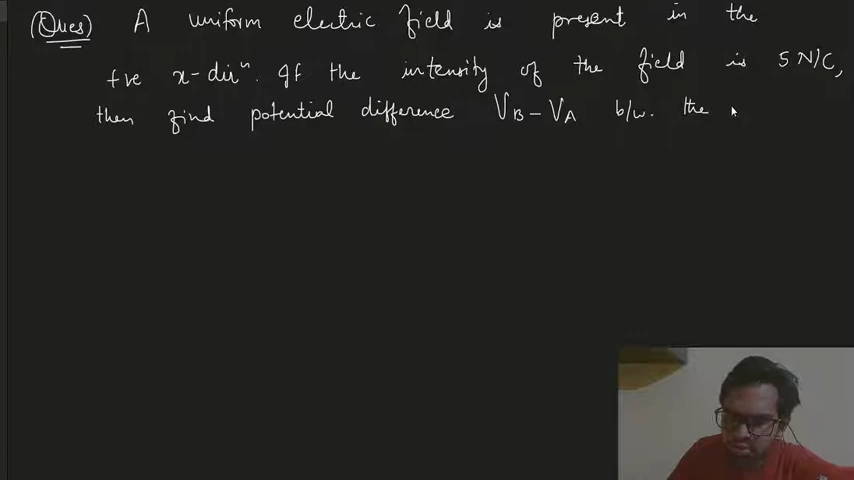 (Ques) A uniform electric field is present in the
+ve x-dirⁿ. If the intensity of the field is 5 N/C,
then find potential difference V_B - V_A b/w. the